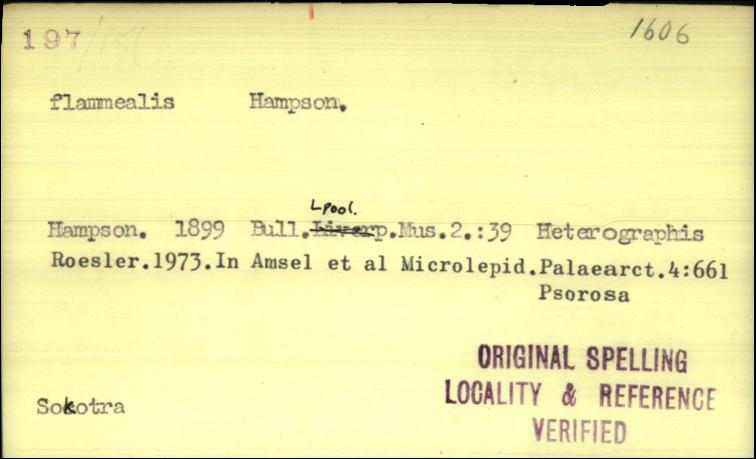 197/151 1606
flammealis Hampson.
Lpool.
Hampson. 1899 Bull.Liverp.Mus.2.:39 Heterographis
Roesler.1973.In Amsel et al Microlepid.Palaearct.4:661
Psorosa
ORIGINAL SPELLING
LOCALITY & REFERENCE
VERIFIED
Sokotra